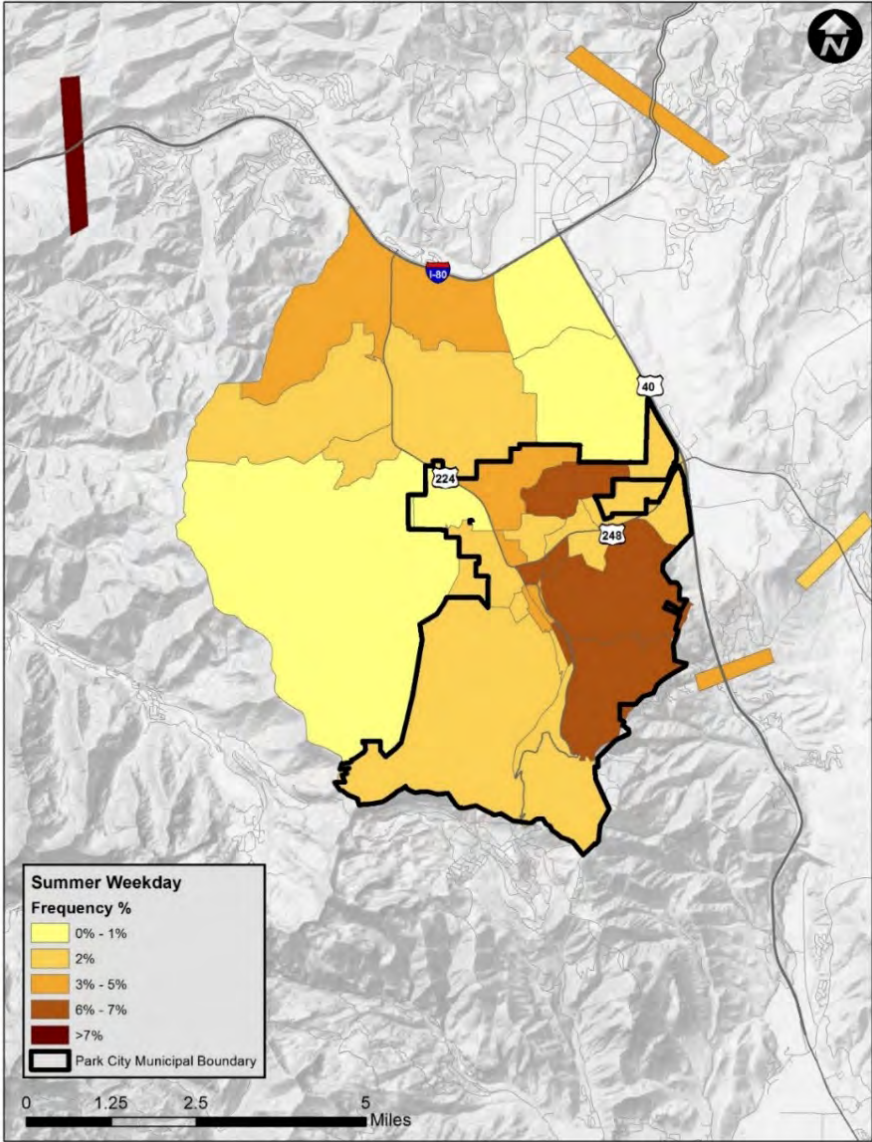 N
I-80
40
224
248
Summer Weekday
Frequency %
0% - 1%
2%
3% - 5%
6% - 7%
>7%
Park City Municipal Boundary
0 1.25 2.5 5
Miles